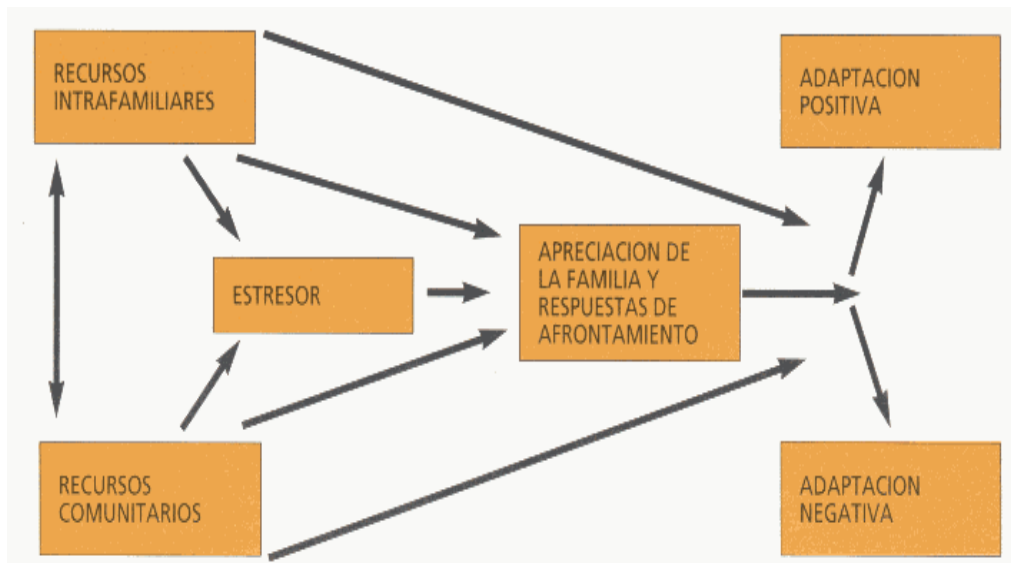 RECURSOS
INTRAFAMILIARES
ADAPTACION
POSITIVA
ESTRESOR
APRECIACION DE
LA FAMILIA Y
RESPUESTAS DE
AFRONTAMIENTO
RECURSOS
COMUNITARIOS
ADAPTACION
NEGATIVA